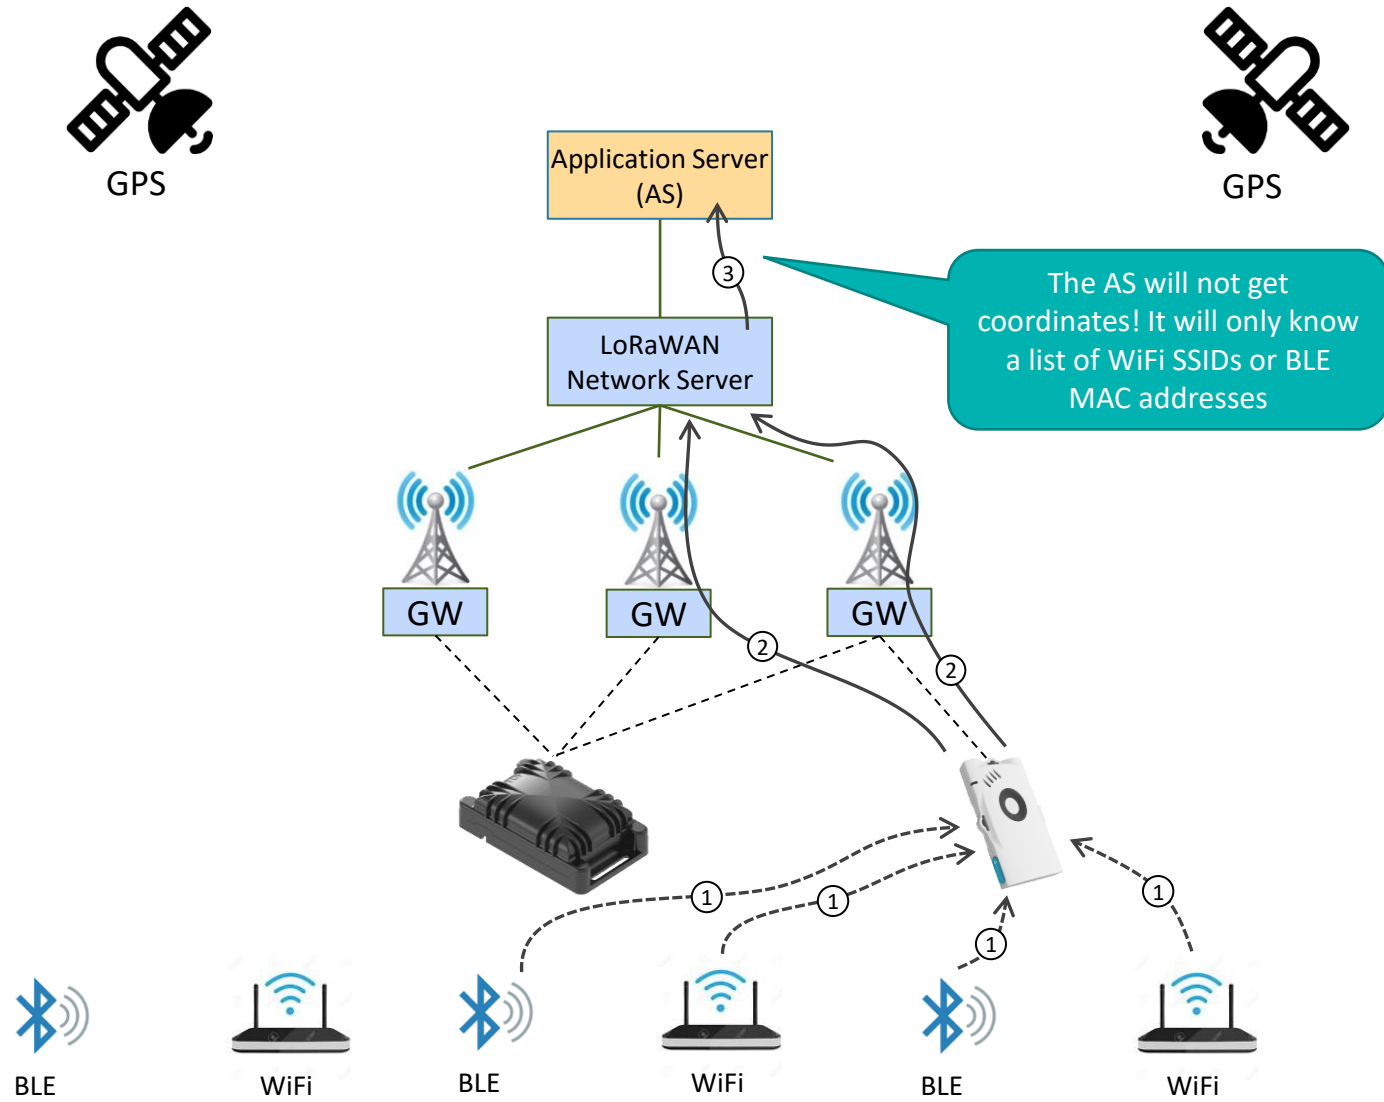 GPS
GPS
Application Server
(AS)
3
The AS will not get
coordinates! It will only know
a list of WiFi SSIDs or BLE
MAC addresses
LoRaWAN
Network Server
GW
GW
GW
2
2
1
1
1
1
BLE
WiFi
BLE
WiFi
BLE
WiFi